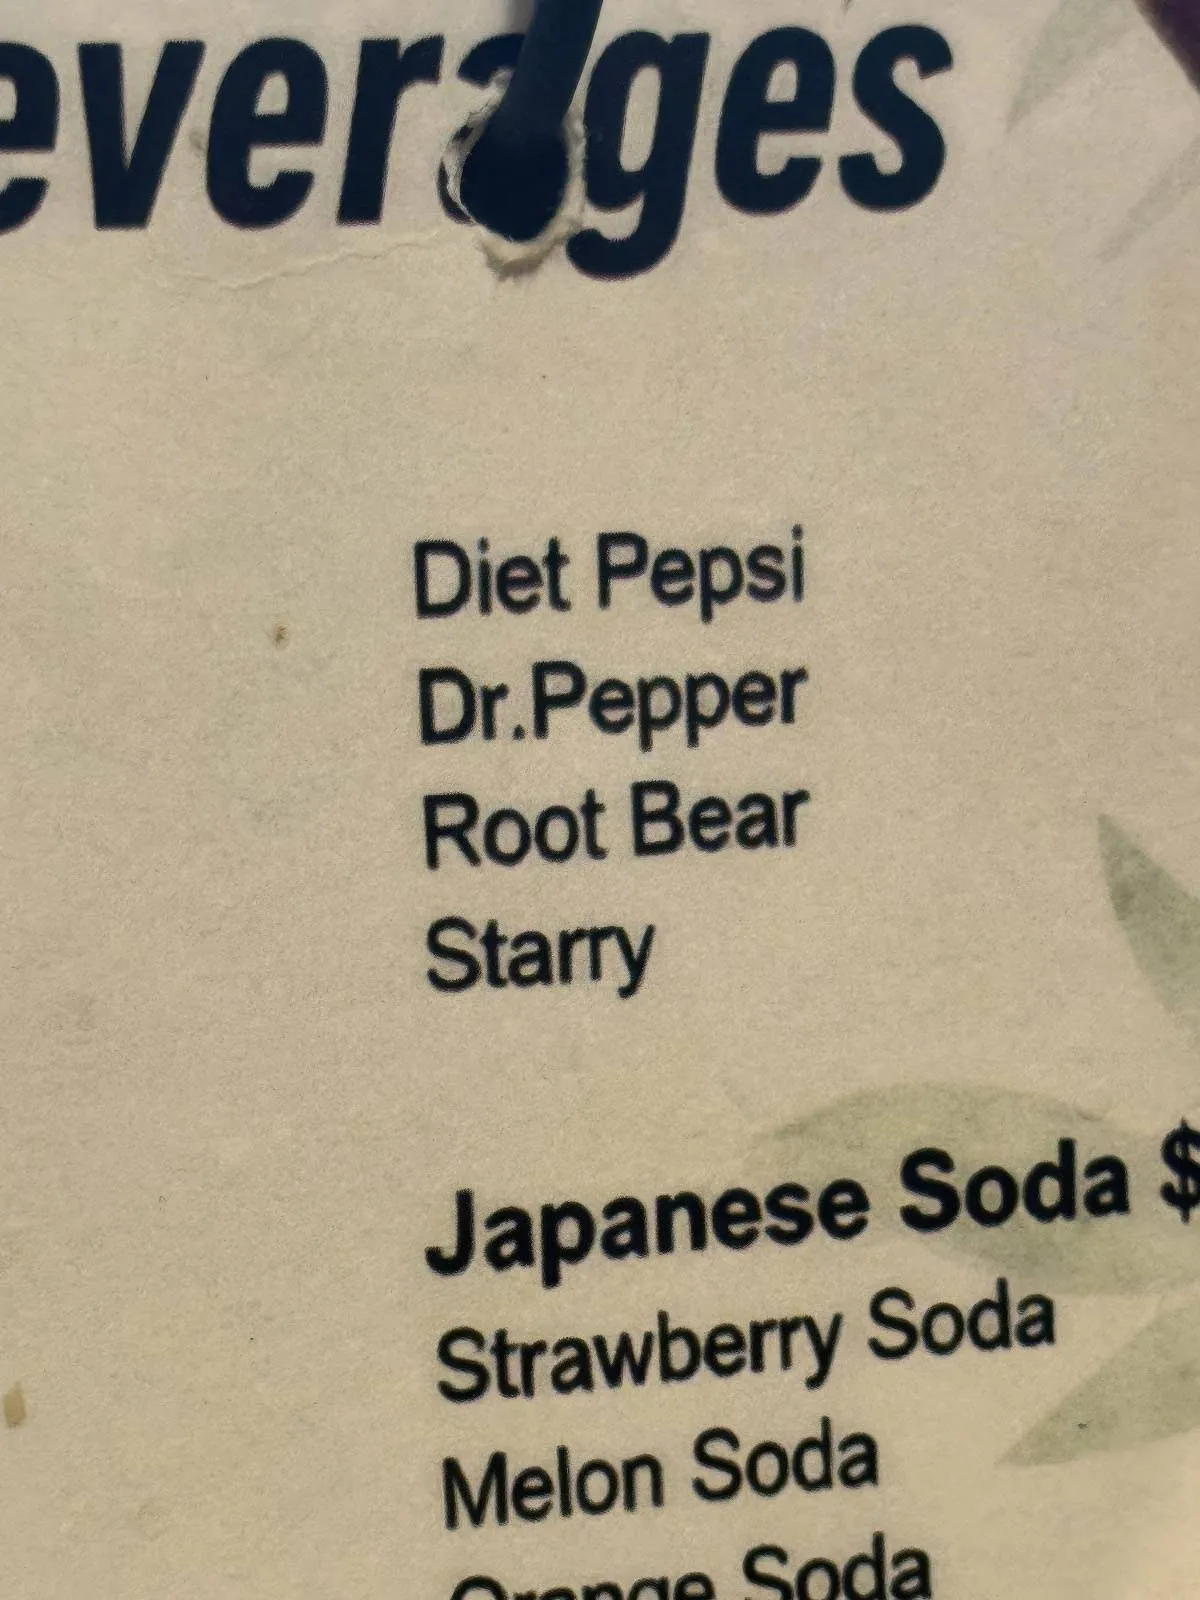 everages
Diet Pepsi
Dr.Pepper
Root Bear
Starry
Japanese Soda $
Strawberry Soda
Melon Soda
Orange Soda